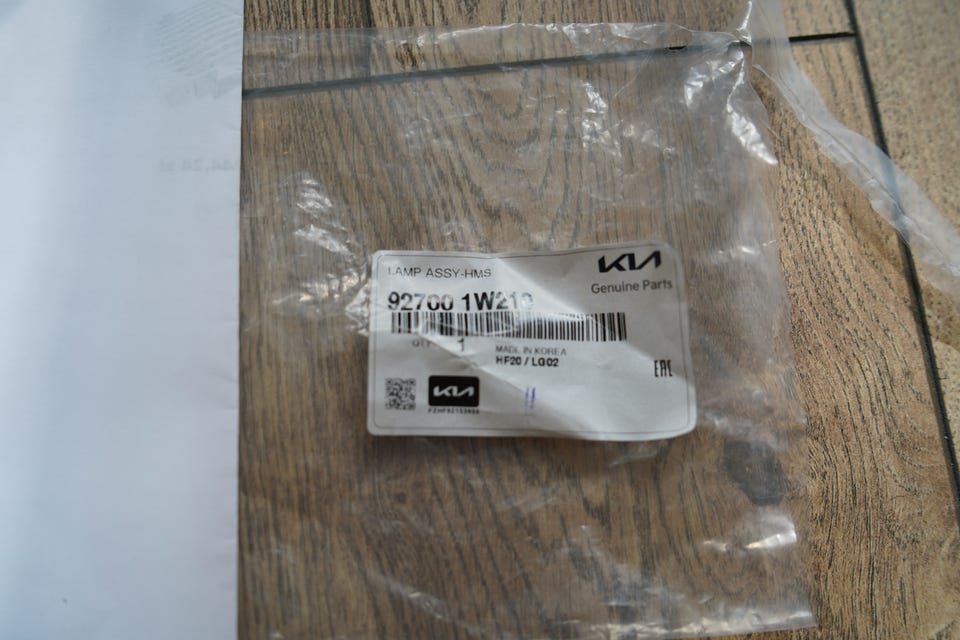 LAMP ASSY-HMS
KIA
Genuine Parts
92700 1W210
QTY 1
MADE IN KOREA
HF20 / LG02
EAC
KIA